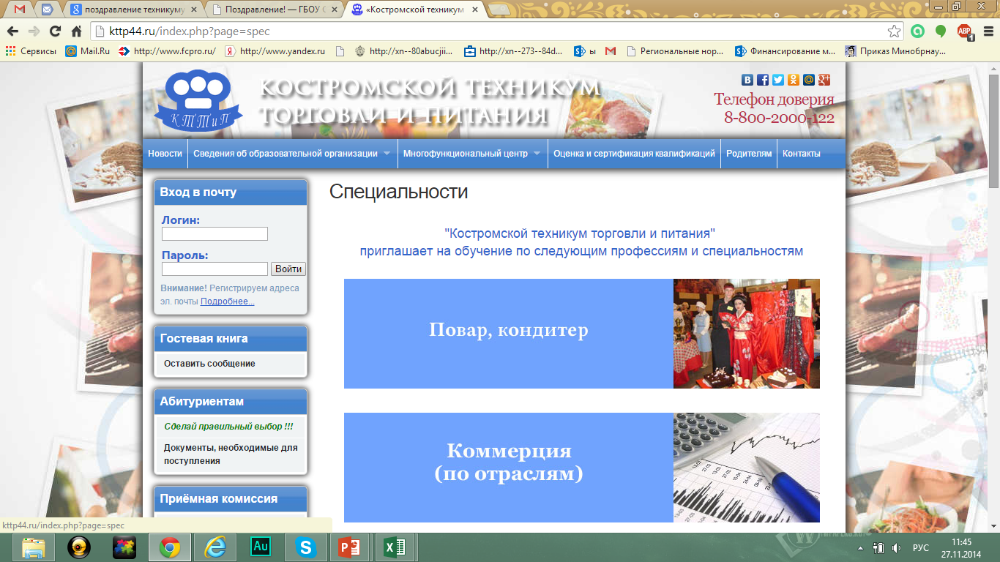 поздравление техникуму
Поздравление! — ГБОУ С
«Костромской техникум
kttp44.ru/index.php?page=spec
Сервисы
Mail.Ru
http://www.fcpro.ru/
http://www.yandex.ru
http://xn--80abucjii...
http://xn--273--84d...
ы
Региональные нор...
Финансирование м...
Приказ Минобрнау...
КТТиП
КОСТРОМСКОЙ ТЕХНИКУМ
ТОРГОВЛИ И ПИТАНИЯ
Телефон доверия
8-800-2000-122
Новости
Сведения об образовательной организации
Многофункциональный центр
Оценка и сертификация квалификаций
Родителям
Контакты
Вход в почту
Логин:
Пароль:
Войти
Внимание! Регистрируем адреса
эл. почты Подробнее...
Гостевая книга
Оставить сообщение
Абитуриентам
Сделай правильный выбор !!!
Документы, необходимые для
поступления
Приёмная комиссия
Специальности
"Костромской техникум торговли и питания"
приглашает на обучение по следующим профессиям и специальностям
Повар, кондитер
Коммерция
(по отраслям)
kttp44.ru/index.php?page=spec
Au
РУС
11:45
27.11.2014